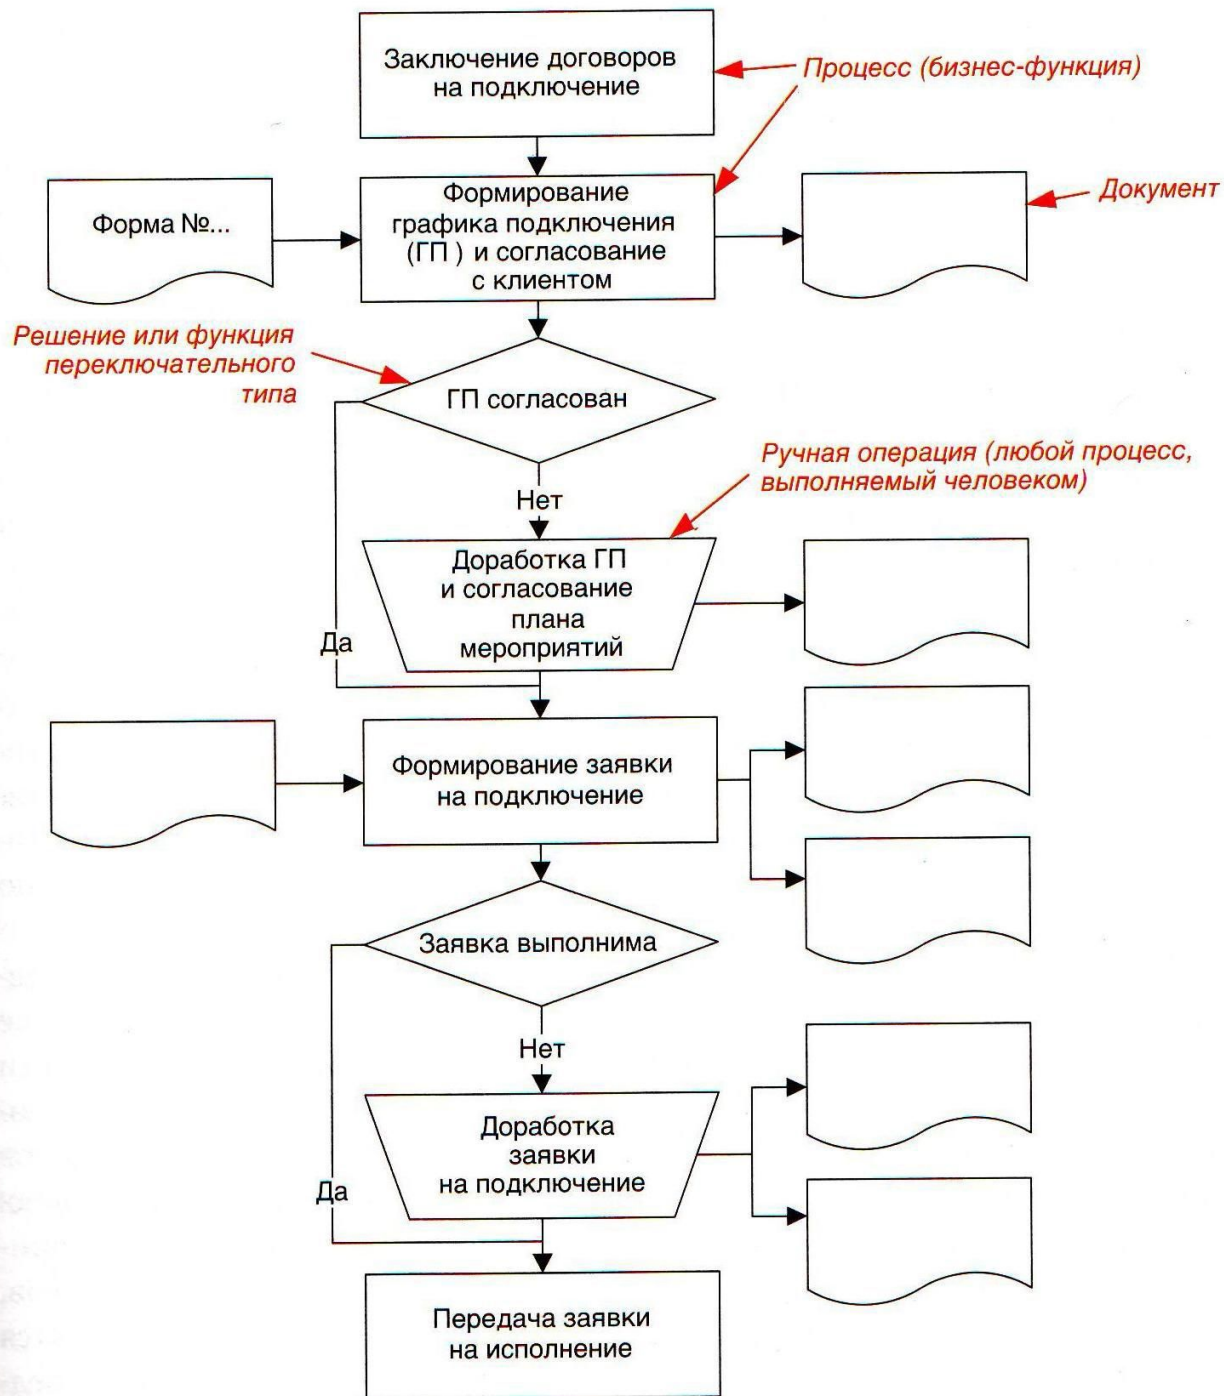 Заключение договоров
на подключение
Процесс (бизнес-функция)
Форма №...
Формирование
графика подключения
(ГП ) и согласование
с клиентом
Документ
Решение или функция
переключательного
типа
ГП согласован
Ручная операция (любой процесс,
выполняемый человеком)
Нет
Доработка ГП
и согласование
плана
мероприятий
Да
Формирование заявки
на подключение
Заявка выполнима
Нет
Доработка
заявки
на подключение
Да
Передача заявки
на исполнение